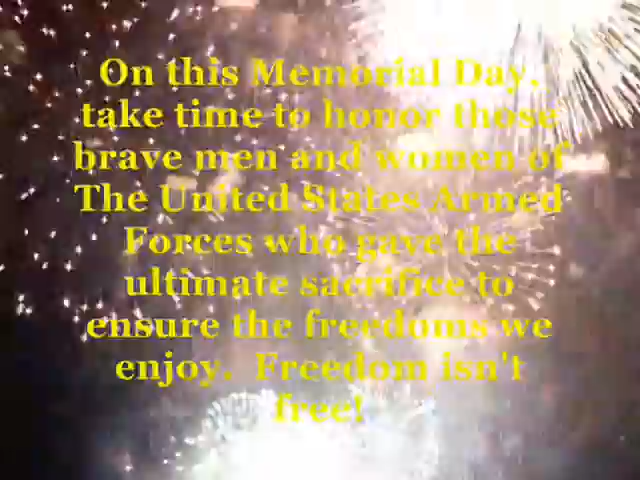 On this Memorial Day,
take time to honor those
brave men and women of
The United States Armed
Forces who gave the
ultimate sacrifice to
ensure the freedoms we
enjoy.  Freedom isn't
free!